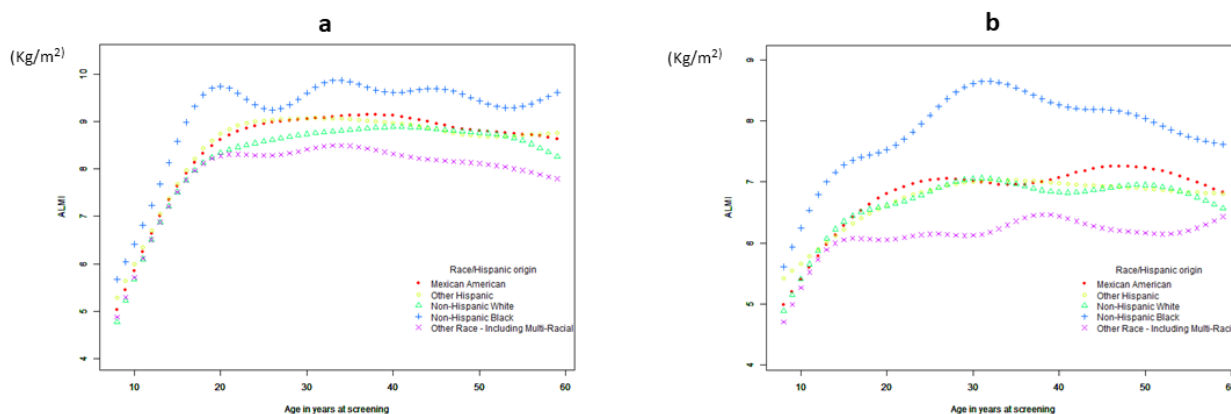 a
(Kg/m²)
ALMI
10
9
8
7
6
5
4
Race/Hispanic origin
Mexican American
Other Hispanic
Non-Hispanic White
Non-Hispanic Black
Other Race - Including Multi-Racial
10 20 30 40 50 60
Age in years at screening
b
(Kg/m²)
ALMI
9
8
7
6
5
4
Race/Hispanic origin
Mexican American
Other Hispanic
Non-Hispanic White
Non-Hispanic Black
Other Race - Including Multi-Raci
10 20 30 40 50 60
Age in years at screening